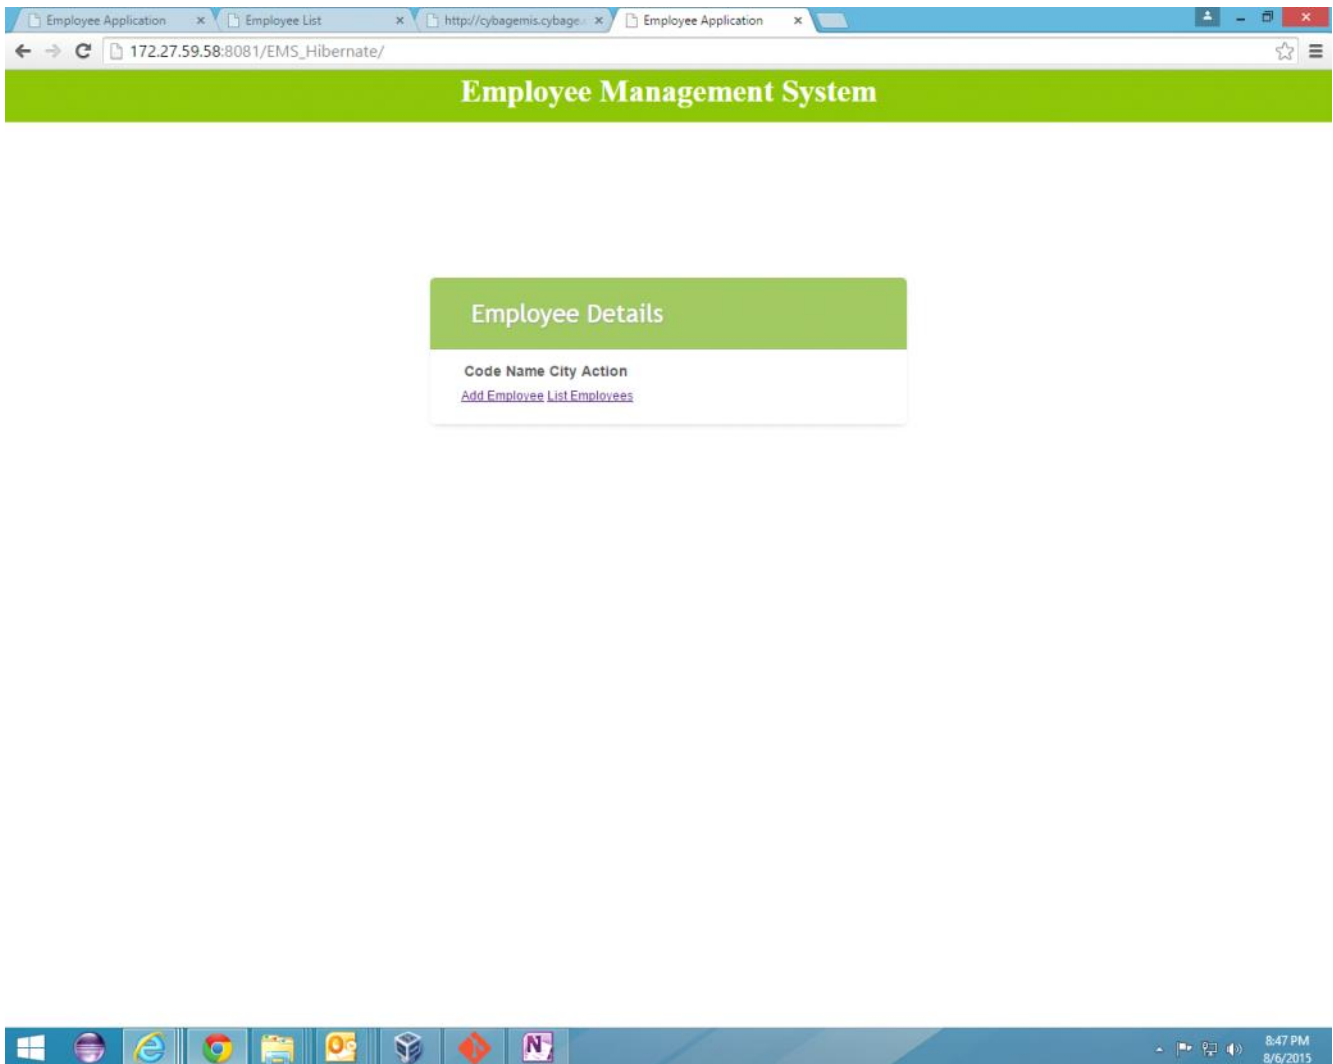 Employee Application
Employee List
http://cybagemis.cybage.
Employee Application
172.27.59.58:8081/EMS_Hibernate/
Employee Management System
Employee Details
Code Name City Action
Add Employee List Employees
8:47 PM
8/6/2015